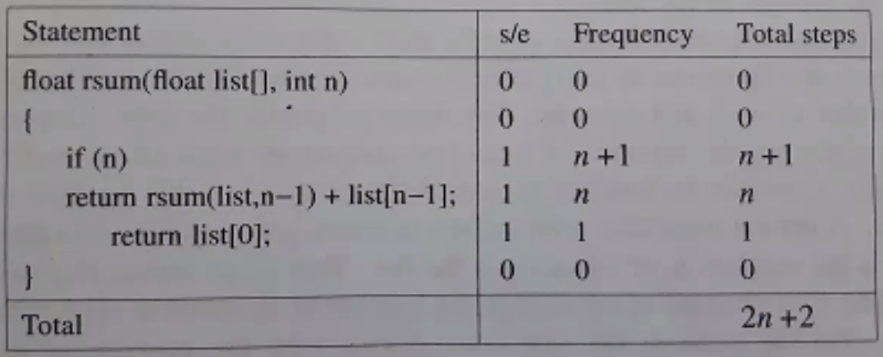 Statement s/e Frequency Total steps
float rsum(float list[], int n) 0 0 0
{ 0 0 0
if (n) 1 n+1 n+1
return rsum(list,n−1) + list[n−1]; 1 n n
return list[0]; 1 1 1
} 0 0 0
Total 2n+2